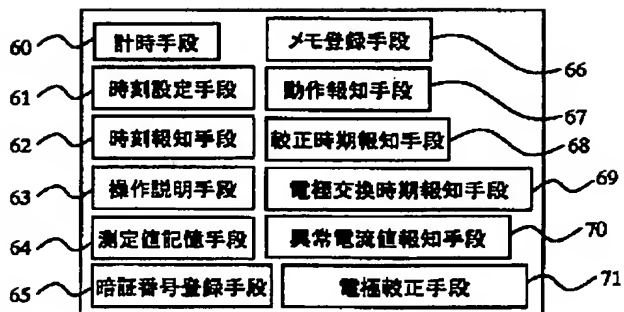 60 計時手段 メモ登録手段 66
61 時刻設定手段 動作報知手段 67
62 時刻報知手段 較正時期報知手段 68
63 操作説明手段 電極交換時期報知手段 69
64 測定値記憶手段 異常電流値報知手段 70
65 暗証番号登録手段 電極較正手段 71